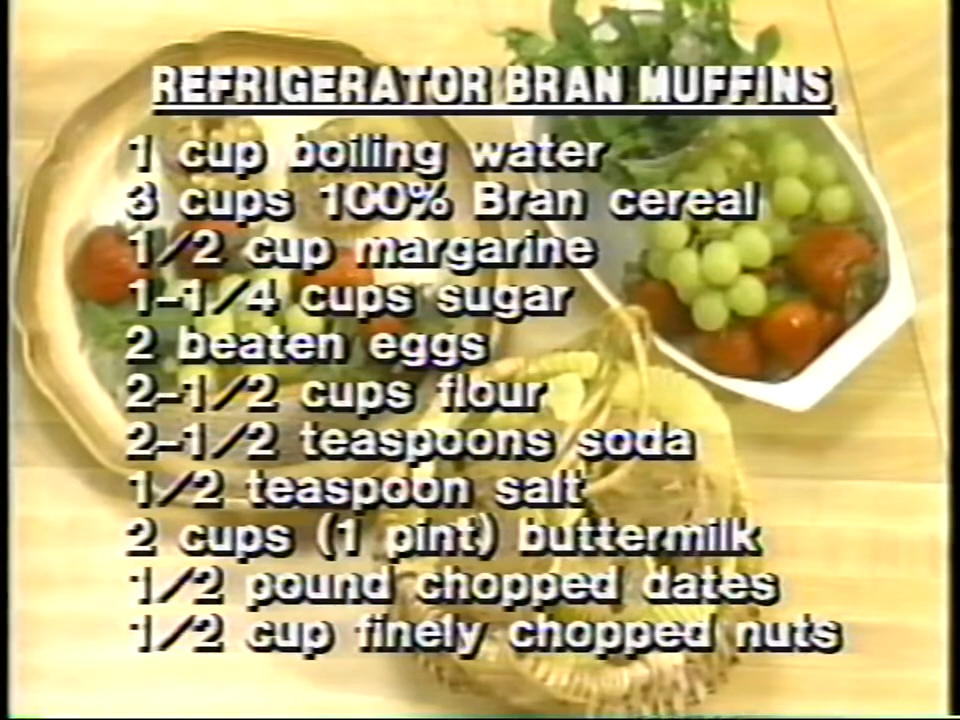 REFRIGERATOR BRAN MUFFINS
1 cup boiling water
3 cups 100% Bran cereal
1/2 cup margarine
1-1/4 cups sugar
2 beaten eggs
2-1/2 cups flour
2-1/2 teaspoons soda
1/2 teaspoon salt
2 cups (1 pint) buttermilk
1/2 pound chopped dates
1/2 cup finely chopped nuts